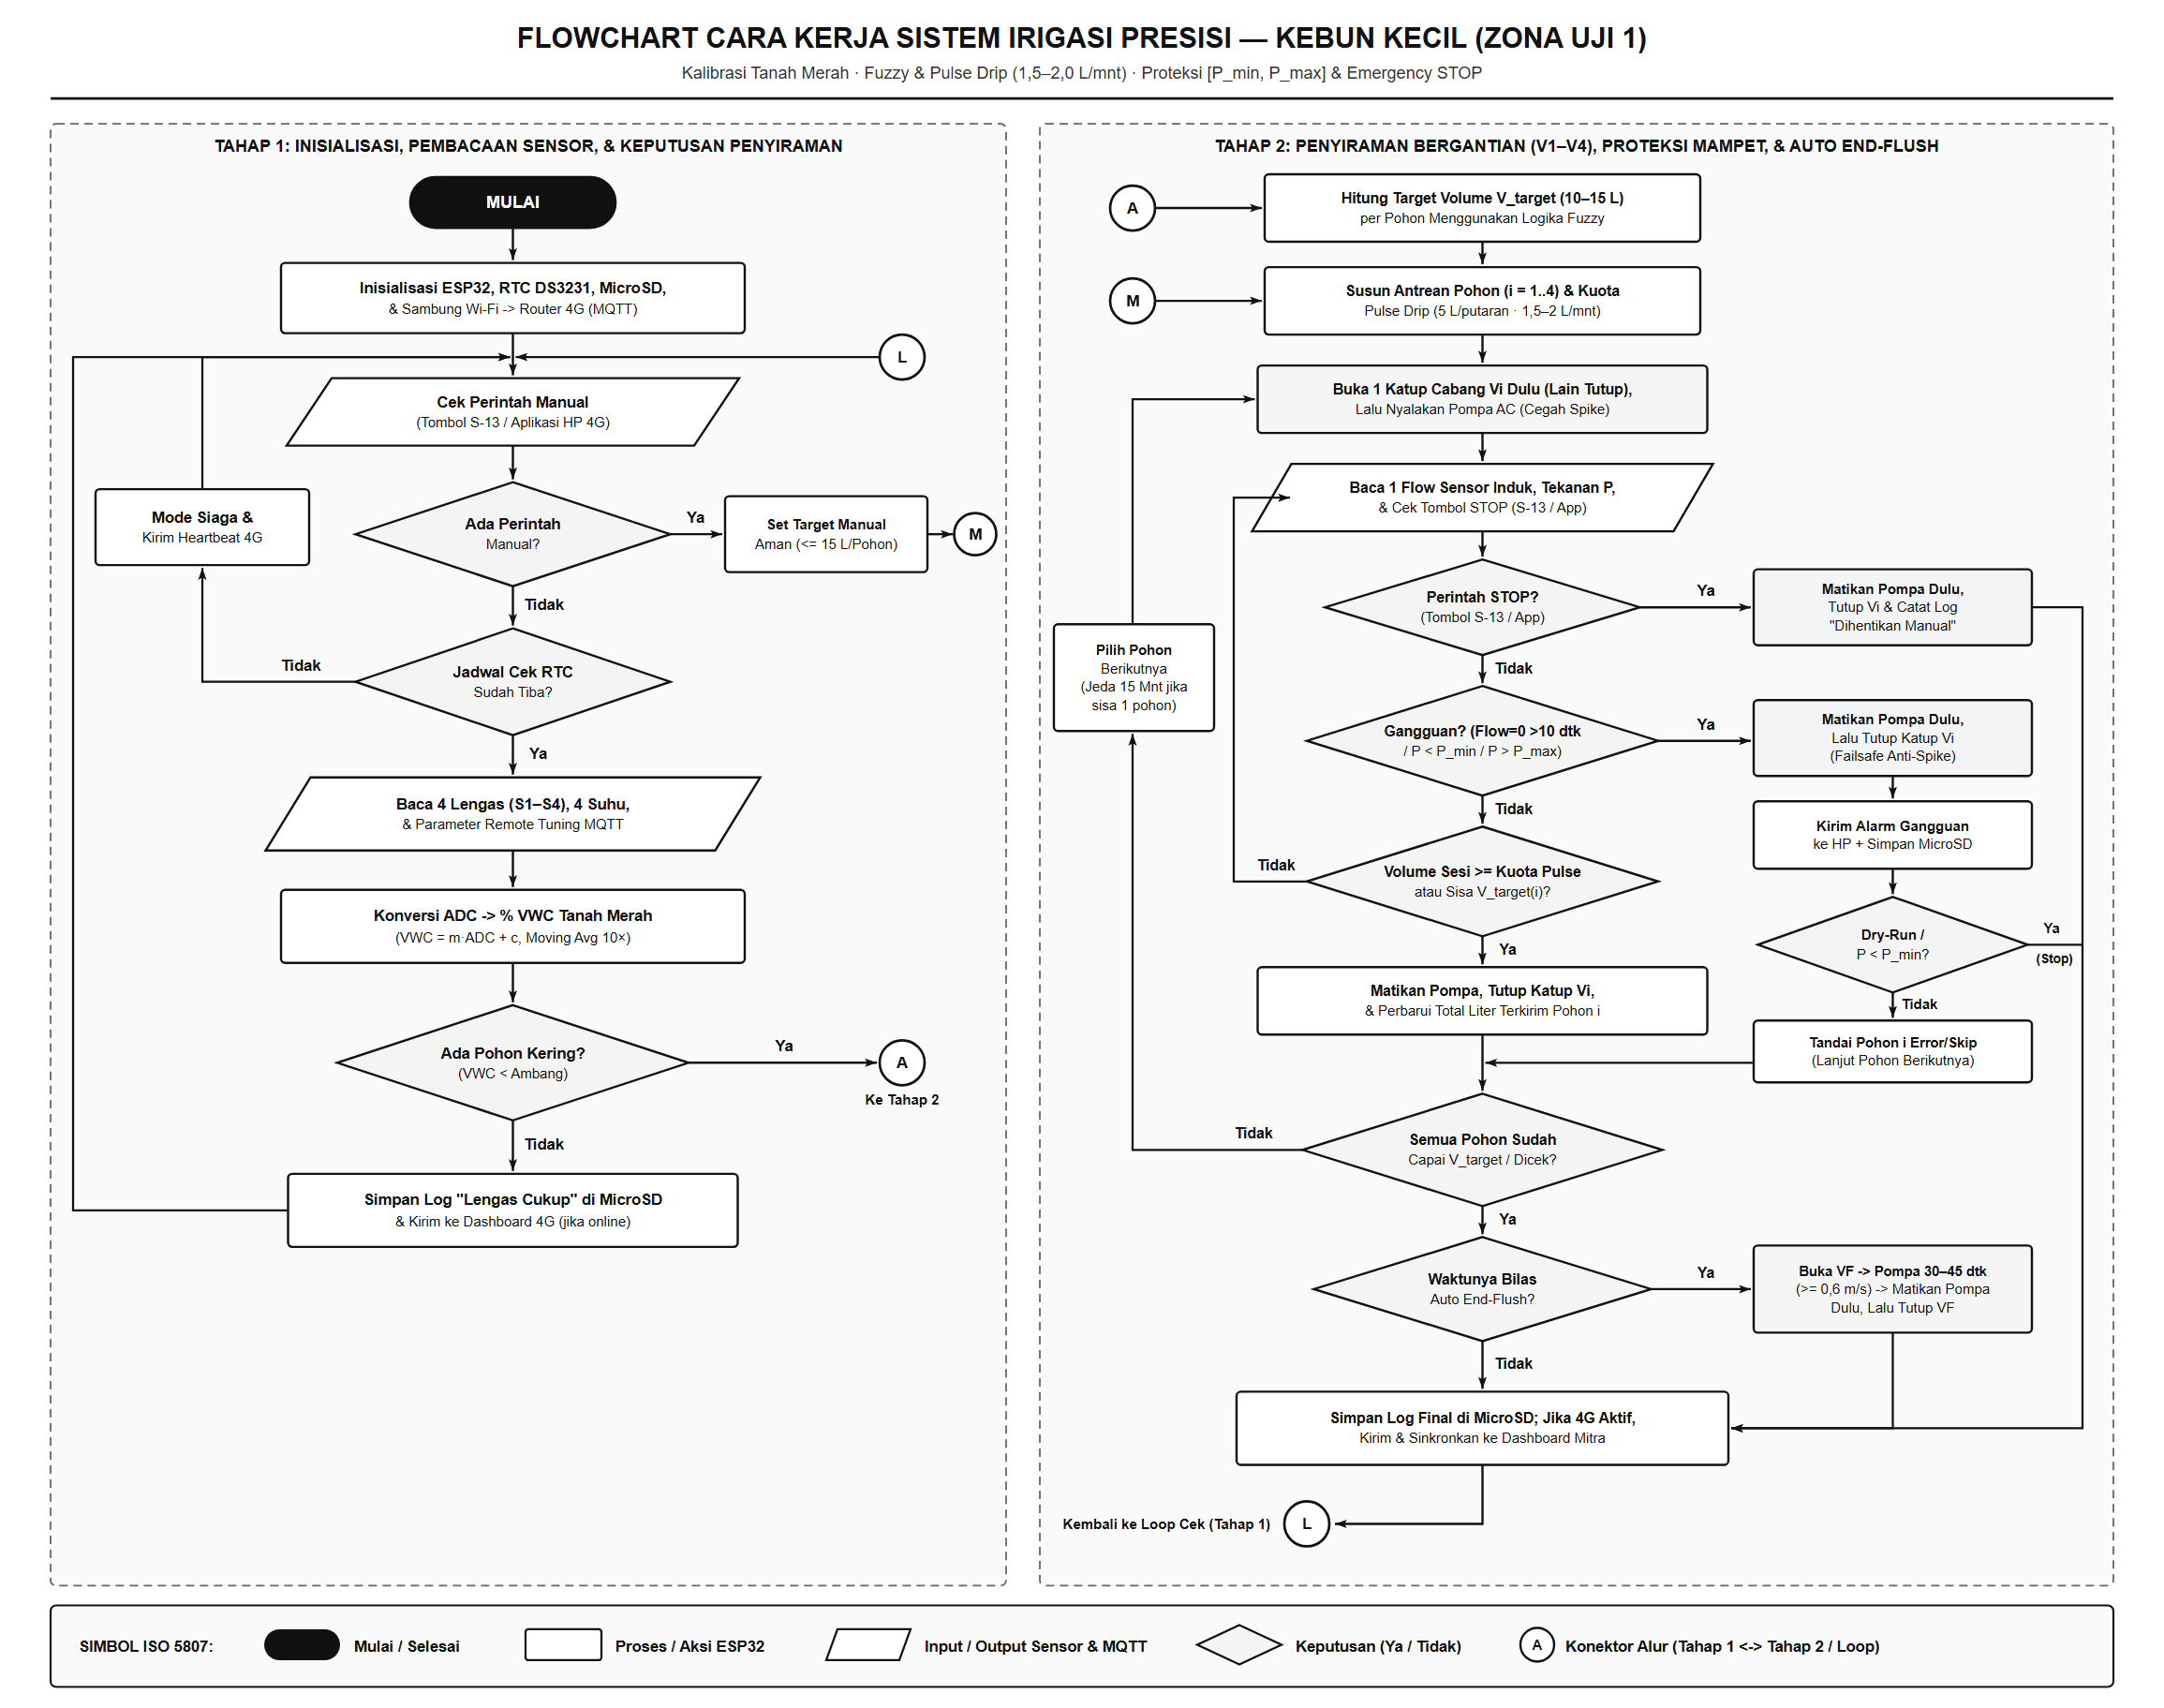 FLOWCHART CARA KERJA SISTEM IRIGASI PRESISI — KEBUN KECIL (ZONA UJI 1)
Kalibrasi Tanah Merah · Fuzzy & Pulse Drip (1,5–2,0 L/mnt) · Proteksi [P_min, P_max] & Emergency STOP
TAHAP 1: INISIALISASI, PEMBACAAN SENSOR, & KEPUTUSAN PENYIRAMAN
MULAI
Inisialisasi ESP32, RTC DS3231, MicroSD,
& Sambung Wi-Fi -> Router 4G (MQTT)
L
Cek Perintah Manual
(Tombol S-13 / Aplikasi HP 4G)
Mode Siaga &
Kirim Heartbeat 4G
Ada Perintah
Manual?
Ya
Set Target Manual
Aman (<= 15 L/Pohon)
M
Tidak
Jadwal Cek RTC
Sudah Tiba?
Tidak
Ya
Baca 4 Lengas (S1–S4), 4 Suhu,
& Parameter Remote Tuning MQTT
Konversi ADC -> % VWC Tanah Merah
(VWC = m·ADC + c, Moving Avg 10×)
Ada Pohon Kering?
(VWC < Ambang)
Ya
A
Ke Tahap 2
Tidak
Simpan Log "Lengas Cukup" di MicroSD
& Kirim ke Dashboard 4G (jika online)
TAHAP 2: PENYIRAMAN BERGANTIAN (V1–V4), PROTEKSI MAMPET, & AUTO END-FLUSH
A
Hitung Target Volume V_target (10–15 L)
per Pohon Menggunakan Logika Fuzzy
M
Susun Antrean Pohon (i = 1..4) & Kuota
Pulse Drip (5 L/putaran · 1,5–2 L/mnt)
Buka 1 Katup Cabang Vi Dulu (Lain Tutup),
Lalu Nyalakan Pompa AC (Cegah Spike)
Baca 1 Flow Sensor Induk, Tekanan P,
& Cek Tombol STOP (S-13 / App)
Perintah STOP?
(Tombol S-13 / App)
Ya
Matikan Pompa Dulu,
Tutup Vi & Catat Log
"Dihentikan Manual"
Tidak
Pilih Pohon
Berikutnya
(Jeda 15 Mnt jika
sisa 1 pohon)
Gangguan? (Flow=0 >10 dtk
/ P < P_min / P > P_max)
Ya
Matikan Pompa Dulu,
Lalu Tutup Katup Vi
(Failsafe Anti-Spike)
Tidak
Kirim Alarm Gangguan
ke HP + Simpan MicroSD
Volume Sesi >= Kuota Pulse
atau Sisa V_target(i)?
Tidak
Ya
Dry-Run /
P < P_min?
Ya
(Stop)
Tidak
Matikan Pompa, Tutup Katup Vi,
& Perbarui Total Liter Terkirim Pohon i
Tandai Pohon i Error/Skip
(Lanjut Pohon Berikutnya)
Semua Pohon Sudah
Capai V_target / Dicek?
Tidak
Ya
Waktunya Bilas
Auto End-Flush?
Ya
Buka VF -> Pompa 30–45 dtk
(>= 0,6 m/s) -> Matikan Pompa
Dulu, Lalu Tutup VF
Tidak
Simpan Log Final di MicroSD; Jika 4G Aktif,
Kirim & Sinkronkan ke Dashboard Mitra
Kembali ke Loop Cek (Tahap 1)
L
SIMBOL ISO 5807:
Mulai / Selesai
Proses / Aksi ESP32
Input / Output Sensor & MQTT
Keputusan (Ya / Tidak)
A
Konektor Alur (Tahap 1 <-> Tahap 2 / Loop)